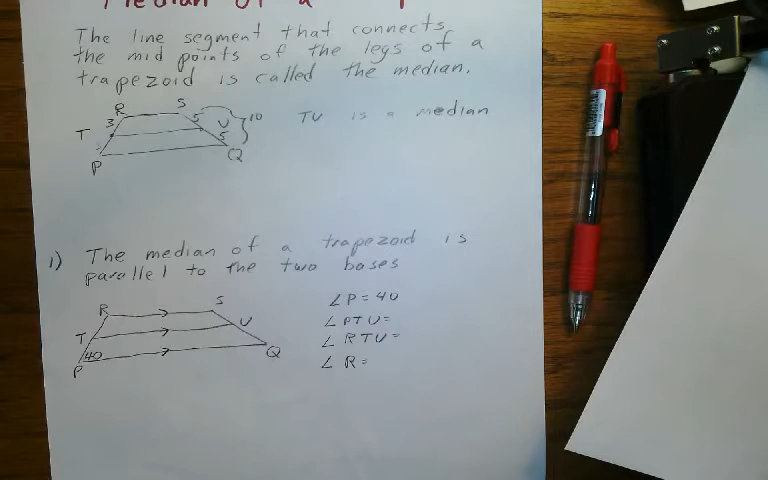 Median of a
The line segment that connects
the mid points of the legs of a
trapezoid is called the median.
R S
3 5 10
T U TU is a median
5
P Q
1) The median of a trapezoid is
parallel to the two bases
R S ∠P = 40
T U ∠PTU =
40 ∠RTU =
P Q ∠R =